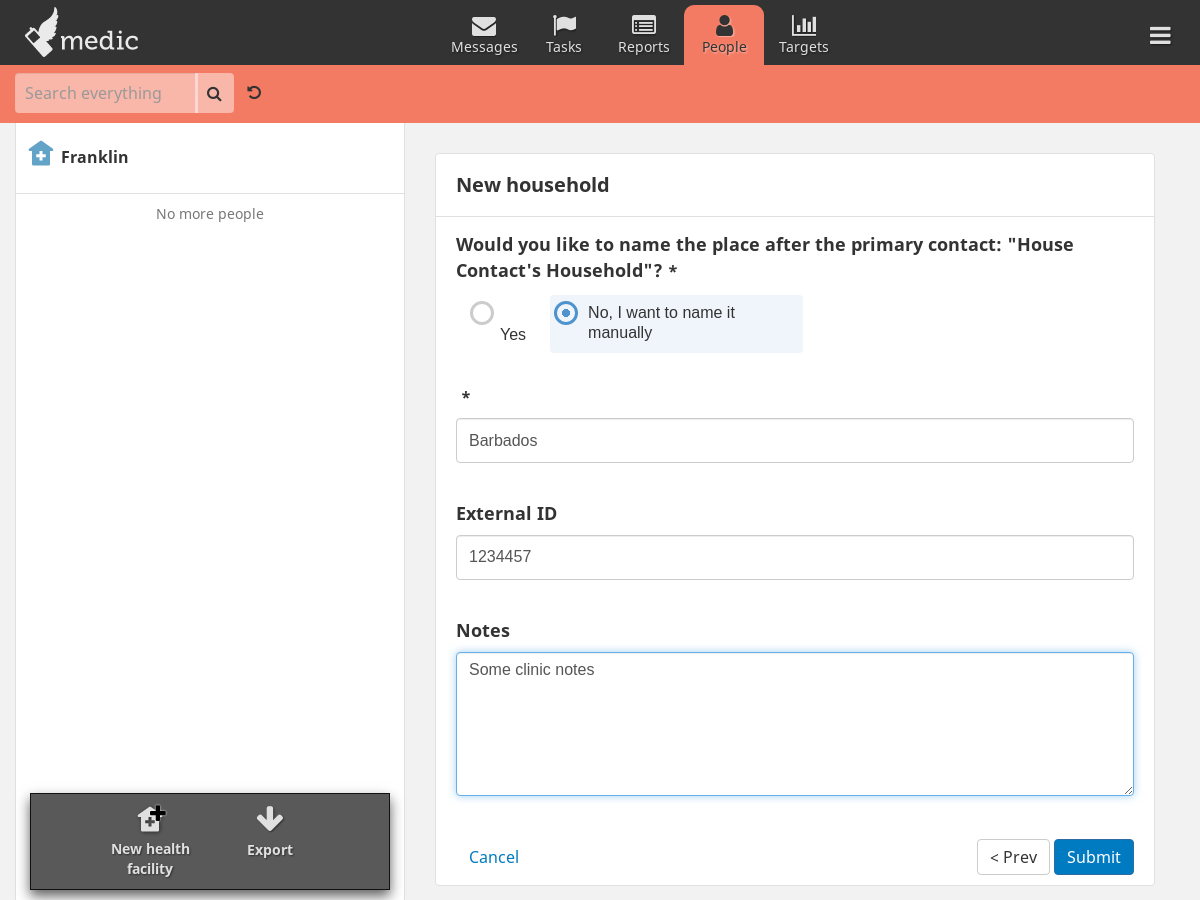 medic
Messages
Tasks
Reports
People
Targets
Search everything
Franklin
No more people
New household
Would you like to name the place after the primary contact: "House
Contact's Household"? *
Yes
No, I want to name it
manually
*
Barbados
External ID
1234457
Notes
Some clinic notes
New health
facility
Export
Cancel
< Prev
Submit